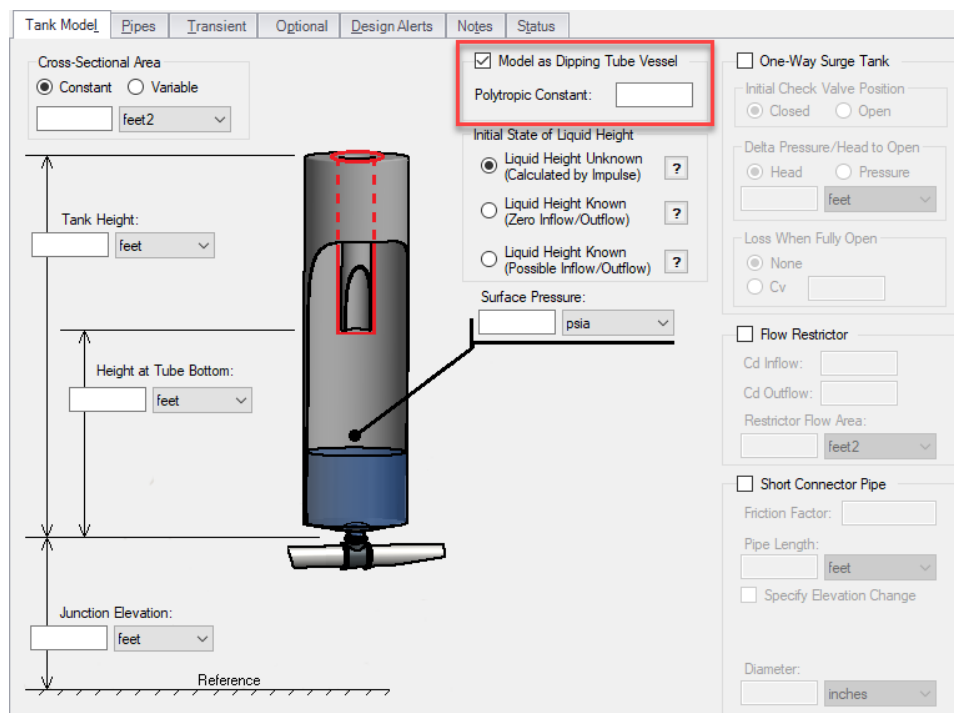 Tank Model
Pipes
Transient
Optional
Design Alerts
Notes
Status
Cross-Sectional Area
Constant
Variable
feet2
Tank Height:
feet
Height at Tube Bottom:
feet
Junction Elevation:
feet
Reference
Model as Dipping Tube Vessel
Polytropic Constant:
Initial State of Liquid Height
Liquid Height Unknown
(Calculated by Impulse)
?
Liquid Height Known
(Zero Inflow/Outflow)
?
Liquid Height Known
(Possible Inflow/Outflow)
?
Surface Pressure:
psia
One-Way Surge Tank
Initial Check Valve Position
Closed
Open
Delta Pressure/Head to Open
Head
Pressure
feet
Loss When Fully Open
None
Cv
Flow Restrictor
Cd Inflow:
Cd Outflow:
Restrictor Flow Area:
feet2
Short Connector Pipe
Friction Factor:
Pipe Length:
feet
Specify Elevation Change
Diameter:
inches